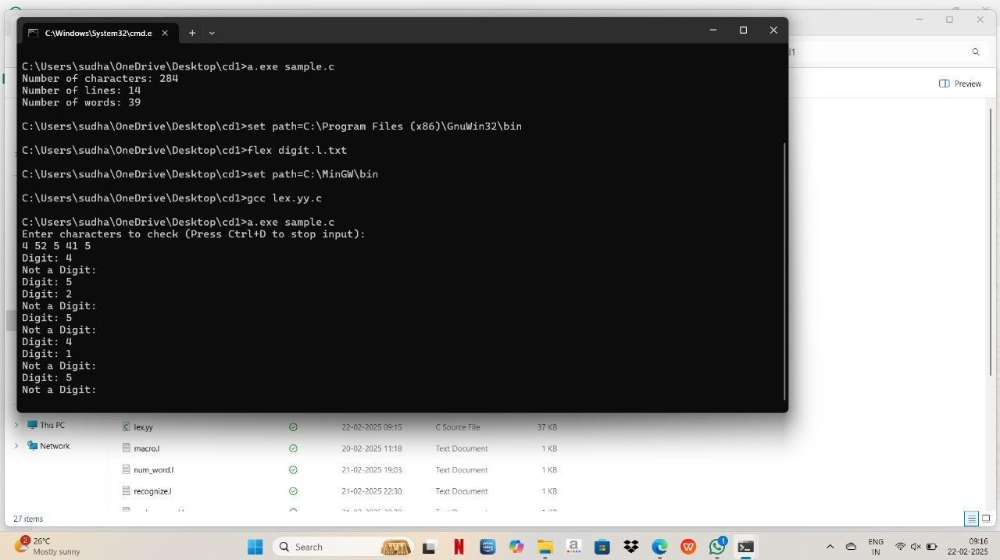 C:\Windows\System32\cmd.e
C:\Users\sudha\OneDrive\Desktop\cd1>a.exe sample.c
Number of characters: 284
Number of lines: 14
Number of words: 39
C:\Users\sudha\OneDrive\Desktop\cd1>set path=C:\Program Files (x86)\GnuWin32\bin
C:\Users\sudha\OneDrive\Desktop\cd1>flex digit.l.txt
C:\Users\sudha\OneDrive\Desktop\cd1>set path=C:\MinGW\bin
C:\Users\sudha\OneDrive\Desktop\cd1>gcc lex.yy.c
C:\Users\sudha\OneDrive\Desktop\cd1>a.exe sample.c
Enter characters to check (Press Ctrl+D to stop input):
4 52 5 41 5
Digit: 4
Not a Digit:
Digit: 5
Digit: 2
Not a Digit:
Digit: 5
Not a Digit:
Digit: 4
Digit: 1
Not a Digit:
Digit: 5
Not a Digit:
Preview
This PC
Network
lex.yy 22-02-2025 09:15 C Source File 37 KB
macro.l 20-02-2025 11:18 Text Document 1 KB
num_word.l 21-02-2025 19:03 Text Document 1 KB
recognize.l 21-02-2025 22:30 Text Document 1 KB
27 items
2
26°C
Mostly sunny
Search
N
prime video
a
W
1
ENG
IN
09:16
22-02-2025